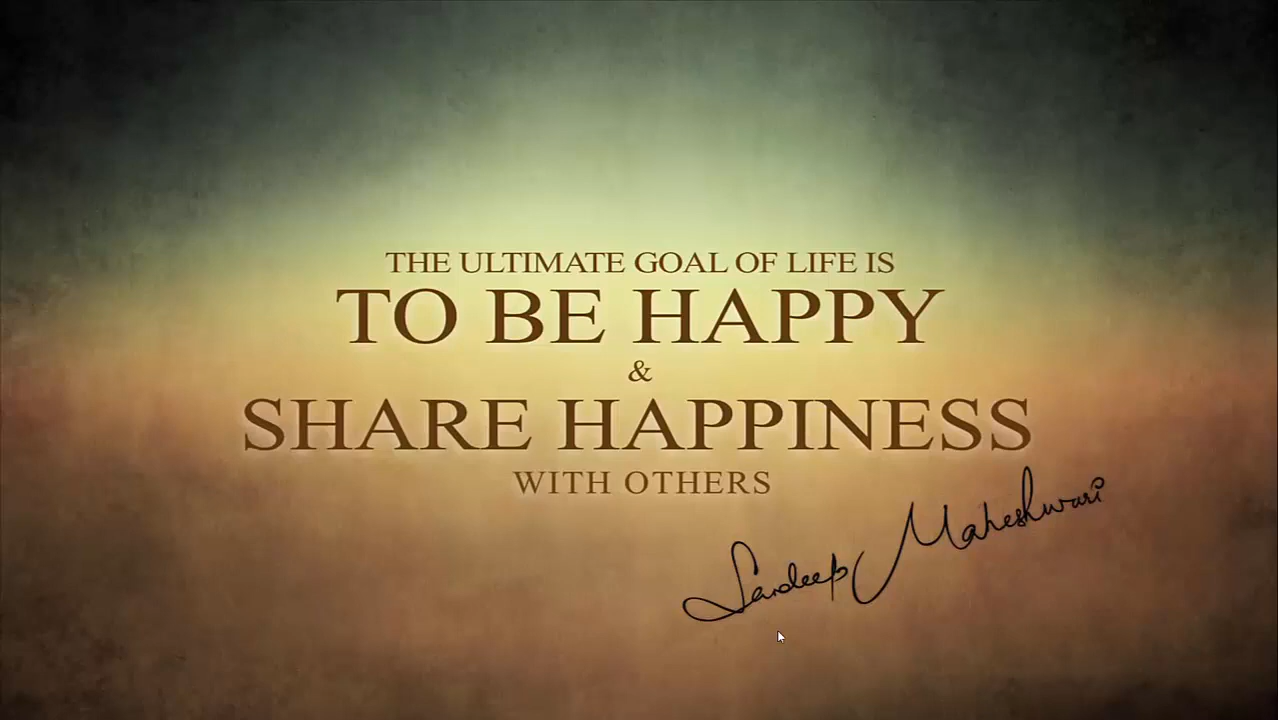 THE ULTIMATE GOAL OF LIFE IS
TO BE HAPPY
&
SHARE HAPPINESS
WITH OTHERS
Sandeep Maheshwari